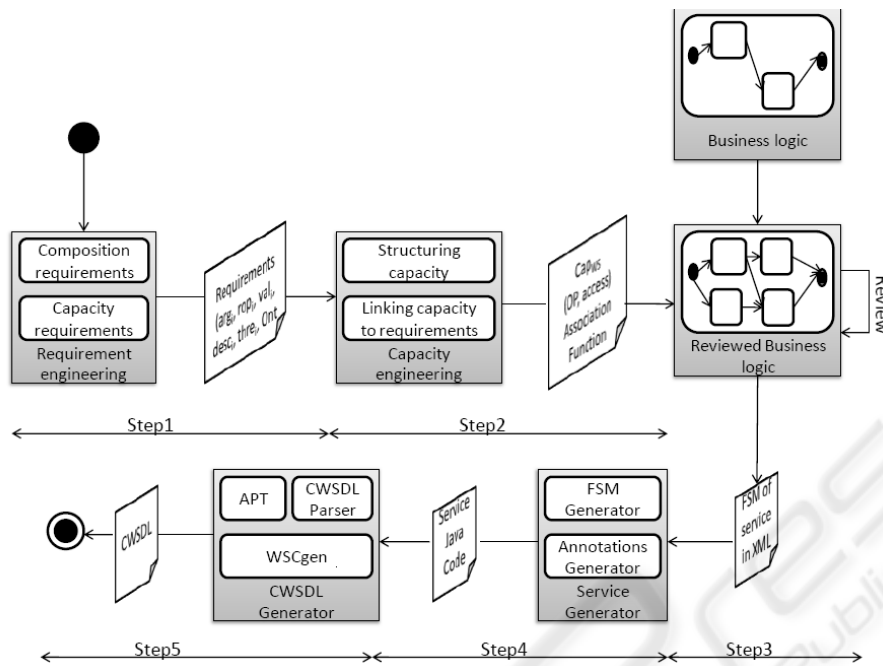 Business logic
Composition
requirements
Capacity
requirements
Requirement
engineering
Requirements
(arg, rop, val,
desc, thre, Ont
Structuring
capacity
Linking capacity
to requirements
Capacity
engineering
CaPws
(OP, access)
Association
Function
Reviewed Business
logic
Review
Step1
Step2
CWSDL
APT
CWSDL
Parser
WSCgen
CWSDL
Generator
Service
Java
Code
FSM
Generator
Annotations
Generator
Service
Generator
FSM of
service
in XML
Step5
Step4
Step3